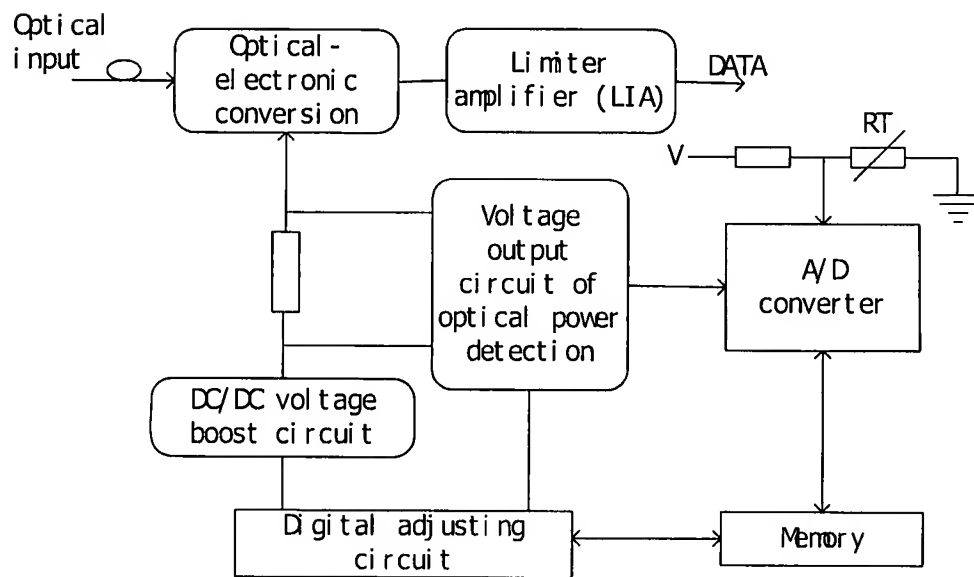 Optical
input
Optical-
electronic
conversion
Limiter
amplifier (LIA)
DATA
RT
V
Voltage
output
circuit of
optical power
detection
A/D
converter
DC/DC voltage
boost circuit
Digital adjusting
circuit
Memory